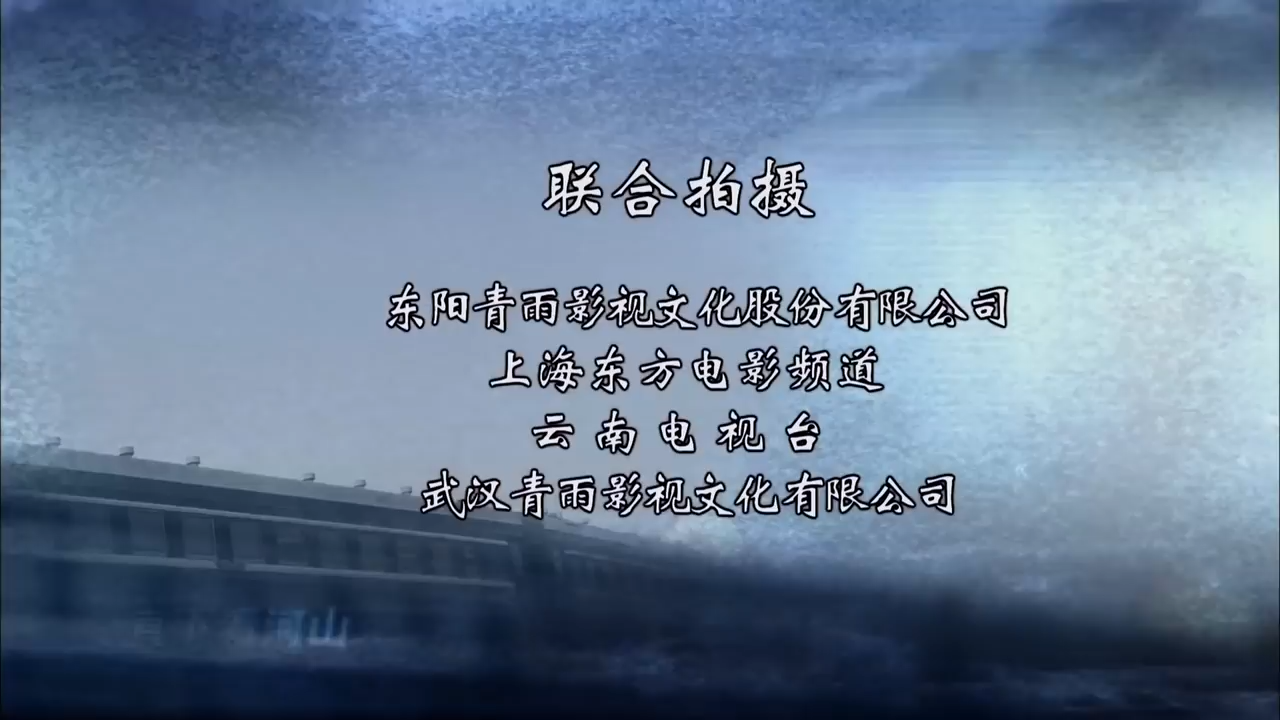 联合拍摄
东阳青雨影视文化股份有限公司
上海东方电影频道
云南电视台
武汉青雨影视文化有限公司
河山